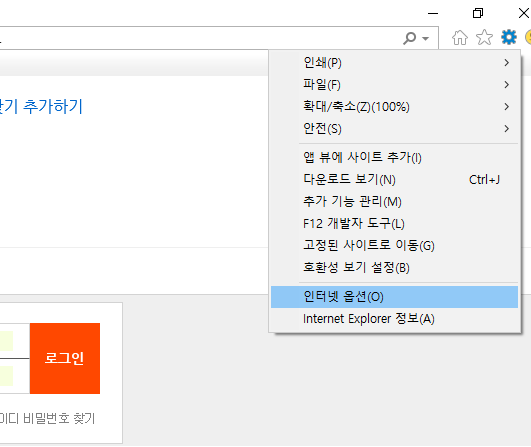 인쇄(P)
파일(F)
확대/축소(Z)(100%)
안전(S)
앱 뷰에 사이트 추가(I)
다운로드 보기(N) Ctrl+J
추가 기능 관리(M)
F12 개발자 도구(L)
고정된 사이트로 이동(G)
호환성 보기 설정(B)
인터넷 옵션(O)
Internet Explorer 정보(A)
추가하기
로그인
비밀번호 찾기